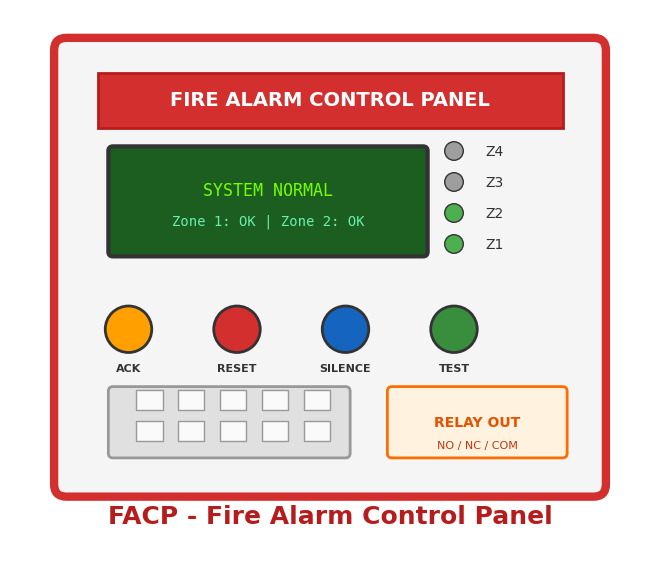 FIRE ALARM CONTROL PANEL
SYSTEM NORMAL
Zone 1: OK | Zone 2: OK
Z4
Z3
Z2
Z1
ACK
RESET
SILENCE
TEST
RELAY OUT
NO / NC / COM
FACP - Fire Alarm Control Panel